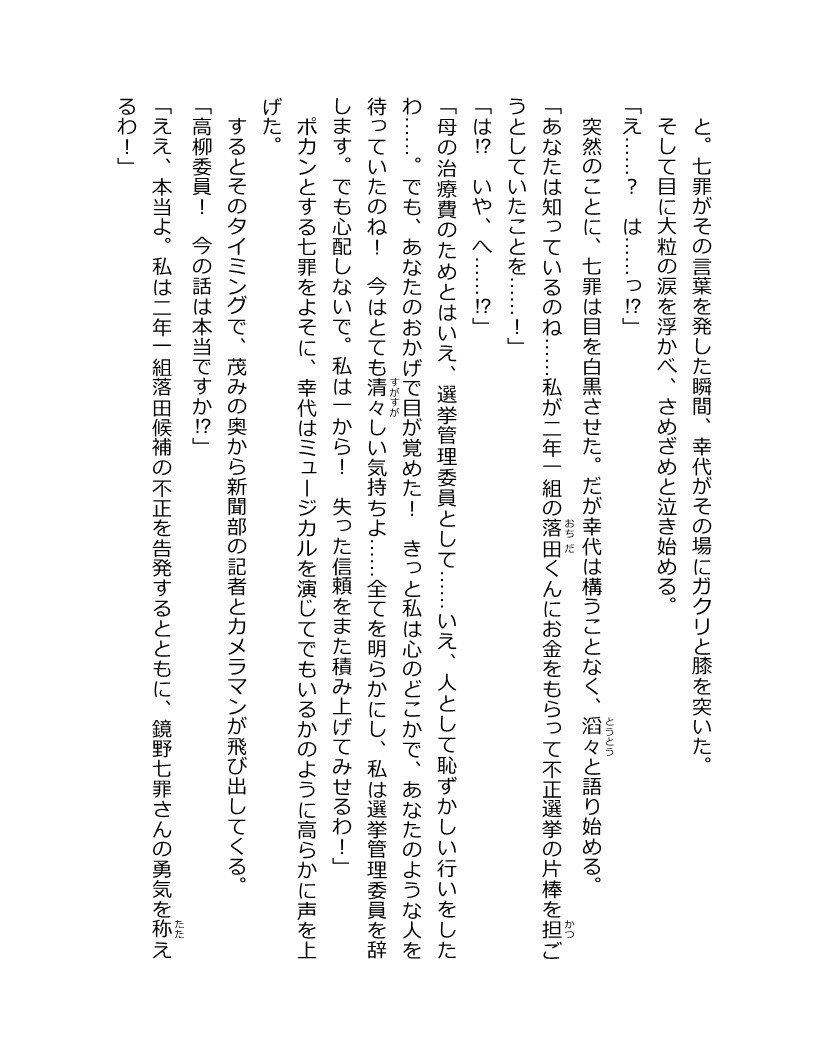 と。七罪がその言葉を発した瞬間、幸代がその場にガクリと膝を突いた。
そして目に大粒の涙を浮かべ、さめざめと泣き始める。
「え……？　は……っ⁉」
突然のことに、七罪は目を白黒させた。だが幸代は構うことなく、滔々と語り始める。
「あなたは知っているのね……私が二年一組の落田くんにお金をもらって不正選挙の片棒を担ご
うとしていたことを……！」
「は⁉　いや、へ……⁉」
「母の治療費のためとはいえ、選挙管理委員として……いえ、人として恥ずかしい行いをした
わ……。でも、あなたのおかげで目が覚めた！　きっと私は心のどこかで、あなたのような人を
待っていたのね！　今はとても清々しい気持ちよ……全てを明らかにし、私は選挙管理委員を辞
します。でも心配しないで。私は一から！　失った信頼をまた積み上げてみせるわ！」
ポカンとする七罪をよそに、幸代はミュージカルを演じてでもいるかのように高らかに声を上
げた。
するとそのタイミングで、茂みの奥から新聞部の記者とカメラマンが飛び出してくる。
「高柳委員！　今の話は本当ですか⁉」
「ええ、本当よ。私は二年一組落田候補の不正を告発するとともに、鏡野七罪さんの勇気を称え
るわ！」